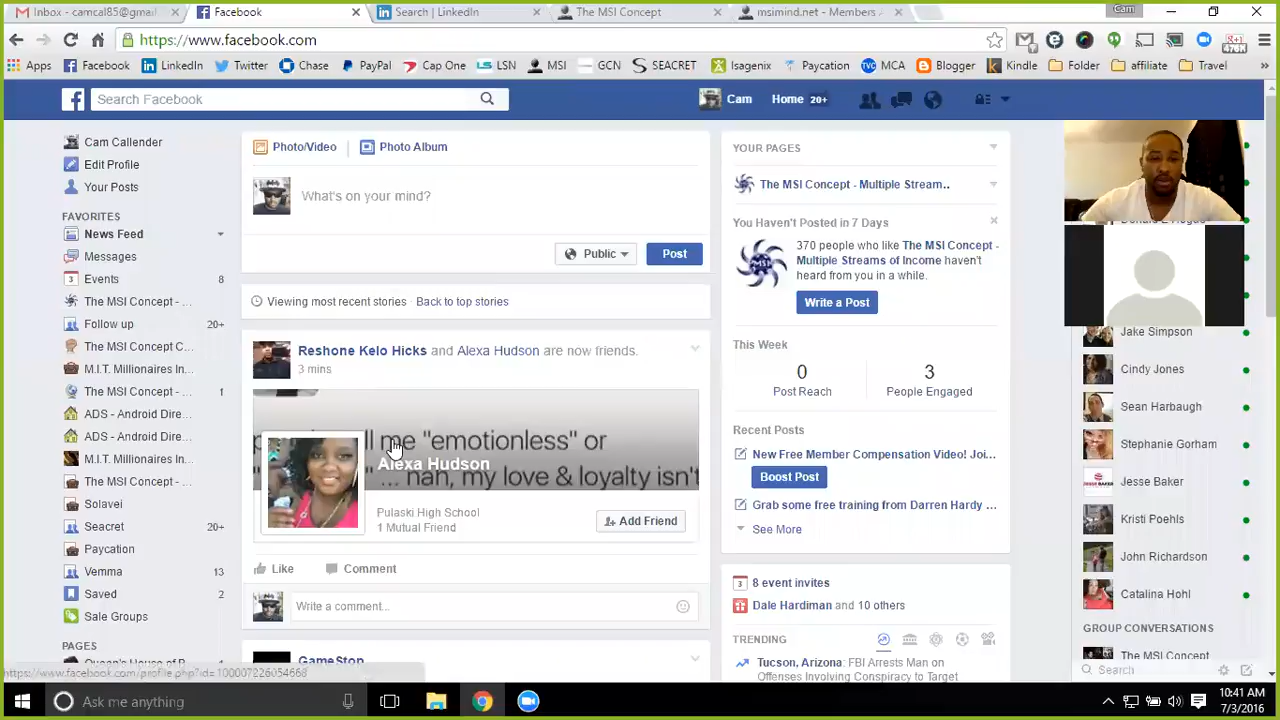 Inbox - camcal85@gmail
Facebook
Search | LinkedIn
The MSI Concept
msimind.net - Members
Cam
https://www.facebook.com
Apps Facebook LinkedIn Twitter Chase PayPal Cap One LSN MSI GCN SEACRET Isagenix Paycation MCA Blogger Kindle Folder affiliate Travel »
Search Facebook
Cam Home 20+
Cam Callender
Edit Profile
Your Posts
FAVORITES
News Feed
Messages
Events 8
The MSI Concept - ...
Follow up 20+
The MSI Concept C...
M.I.T. Millionaires In...
The MSI Concept - ... 1
ADS - Android Dire...
ADS - Android Dire...
M.I.T. Millionaires In...
The MSI Concept - ...
Solavei
Seacret 20+
Paycation
Vemma 13
Saved 2
Sale Groups
PAGES
https://www.facebook.com/profile.php?id=100007226054668
Photo/Video Photo Album
What's on your mind?
Public Post
Viewing most recent stories · Back to top stories
Reshone Kelo Hicks and Alexa Hudson are now friends.
3 mins
me "emotionless" or
Alexa Hudson
nah, my love & loyalty isn't
Pulaski High School
1 Mutual Friend
Add Friend
Like Comment
Write a comment...
GameStop
YOUR PAGES
The MSI Concept - Multiple Stream..
You Haven't Posted in 7 Days
370 people who like The MSI Concept -
Multiple Streams of Income haven't
heard from you in a while.
Write a Post
This Week
0 3
Post Reach People Engaged
Recent Posts
New Free Member Compensation Video! Joi...
Boost Post
Grab some free training from Darren Hardy ...
See More
8 event invites
Dale Hardiman and 10 others
TRENDING
Tucson, Arizona: FBI Arrests Man on
Offenses Involving Conspiracy to Target
Jake Simpson
Cindy Jones
Sean Harbaugh
Stephanie Gorham
Jesse Baker
Kristi Poehls
John Richardson
Catalina Hohl
GROUP CONVERSATIONS
The MSI Concept
Search
Ask me anything
10:41 AM
7/3/2016